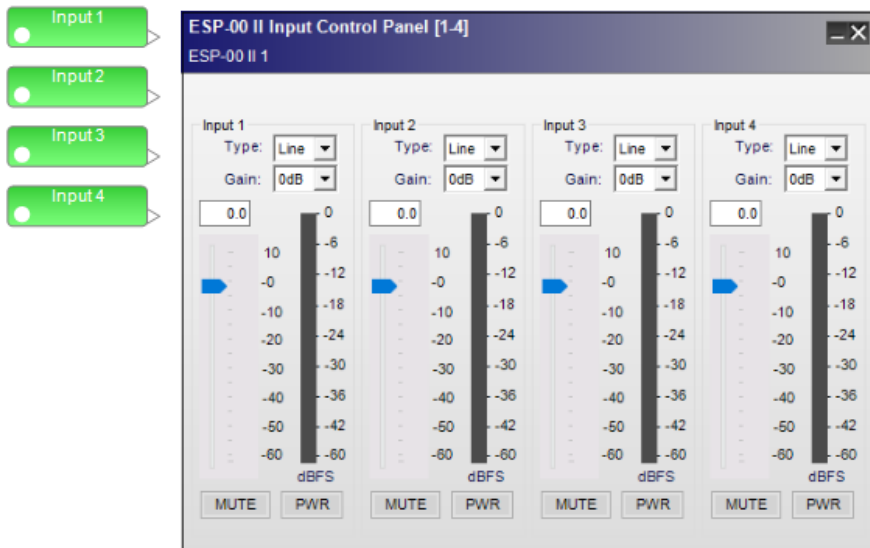 Input 1
Input 2
Input 3
Input 4
ESP-00 II Input Control Panel [1-4]
ESP-00 II 1
Input 1 Input 2 Input 3 Input 4
Type: Line Type: Line Type: Line Type: Line
Gain: 0dB Gain: 0dB Gain: 0dB Gain: 0dB
0.0 0 0.0 0 0.0 0 0.0 0
10 -6 10 -6 10 -6 10 -6
-0 -12 -0 -12 -0 -12 -0 -12
-10 -18 -10 -18 -10 -18 -10 -18
-20 -24 -20 -24 -20 -24 -20 -24
-30 -30 -30 -30 -30 -30 -30 -30
-40 -36 -40 -36 -40 -36 -40 -36
-50 -42 -50 -42 -50 -42 -50 -42
-60 -60 -60 -60 -60 -60 -60 -60
dBFS dBFS dBFS dBFS
MUTE PWR MUTE PWR MUTE PWR MUTE PWR